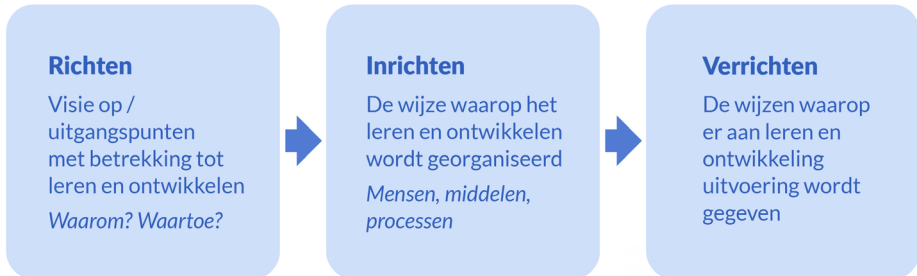 Richten
Visie op /
uitgangspunten
met betrekking tot
leren en ontwikkelen
Waarom? Waartoe?
Inrichten
De wijze waarop het
leren en ontwikkelen
wordt georganiseerd
Mensen, middelen,
processen
Verrichten
De wijzen waarop
er aan leren en
ontwikkeling
uitvoering wordt
gegeven